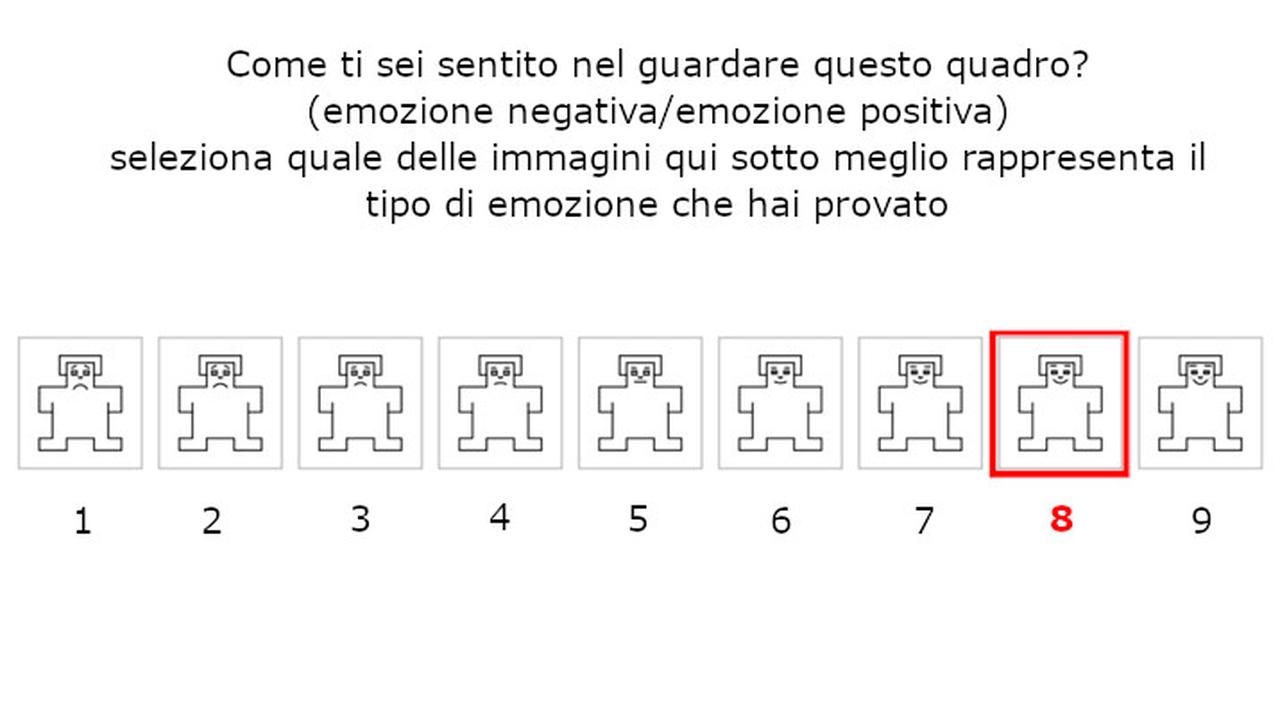 Come ti sei sentito nel guardare questo quadro?
(emozione negativa/emozione positiva)
seleziona quale delle immagini qui sotto meglio rappresenta il
tipo di emozione che hai provato
1 2 3 4 5 6 7 8 9